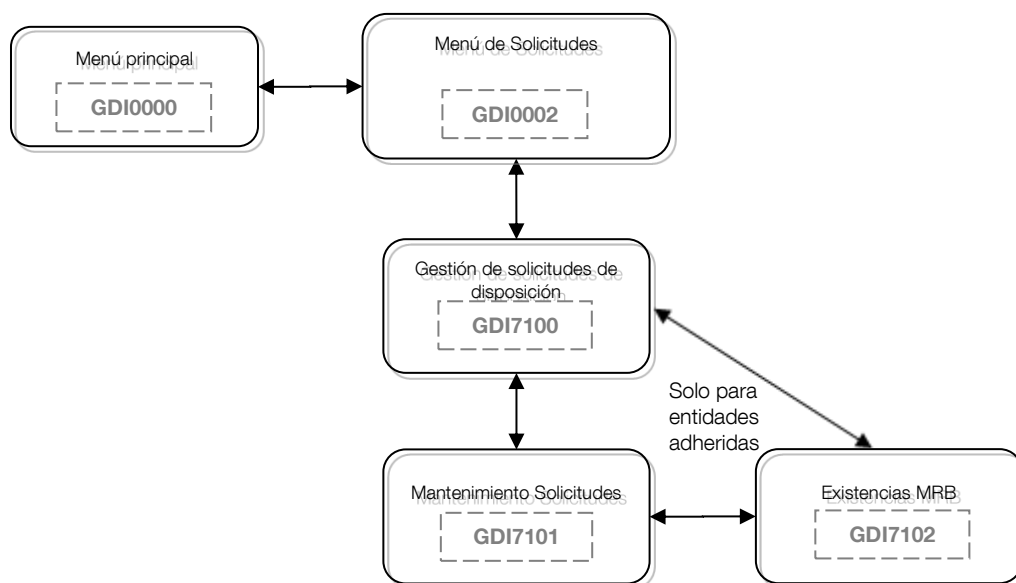 Menú principal
GDI0000
Menú de Solicitudes
GDI0002
Gestión de solicitudes de
disposición
GDI7100
Solo para
entidades
adheridas
Mantenimiento Solicitudes
GDI7101
Existencias MRB
GDI7102